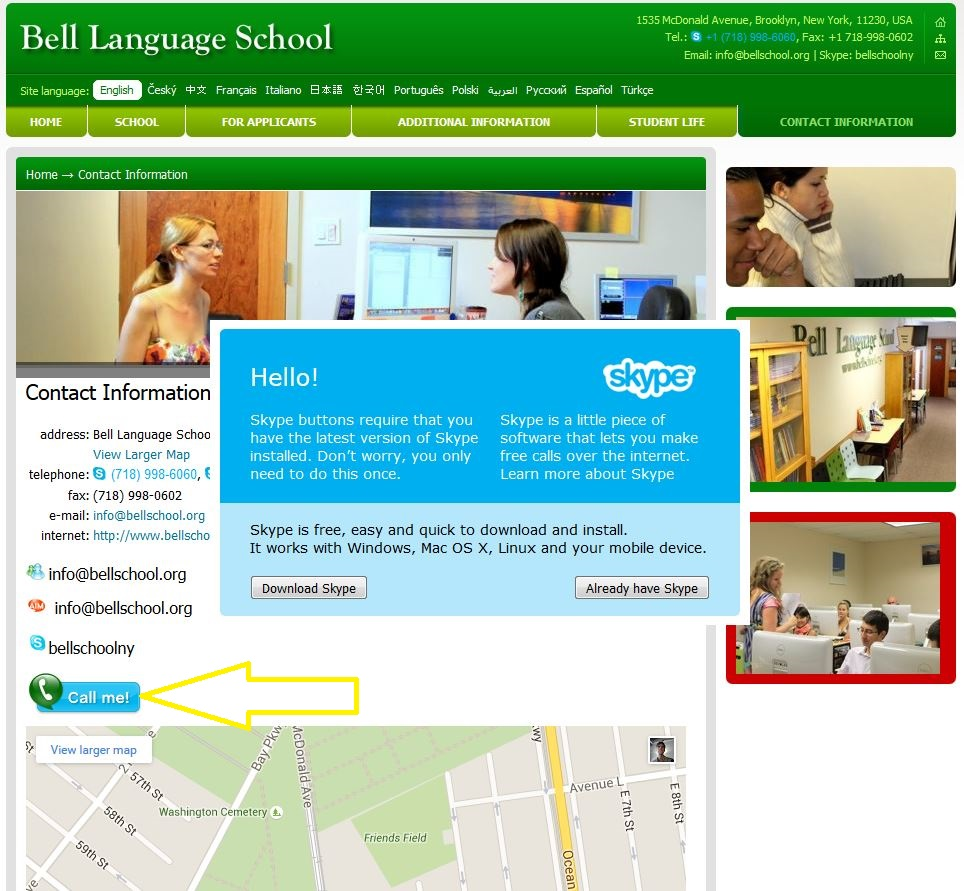 Bell Language School
1535 McDonald Avenue, Brooklyn, New York, 11230, USA
Tel.: +1 (718) 998-6060, Fax: +1 718-998-0602
Email: info@bellschool.org | Skype: bellschoolny
Site language: English Český 中文 Français Italiano 日本語 한국어 Português Polski العربية Русский Español Türkçe
HOME SCHOOL FOR APPLICANTS ADDITIONAL INFORMATION STUDENT LIFE CONTACT INFORMATION
Home → Contact Information
Bell Language School
Contact Information
address: Bell Language Schoo
View Larger Map
telephone: (718) 998-6060,
fax: (718) 998-0602
e-mail: info@bellschool.org
internet: http://www.bellscho
Hello!
skype
Skype buttons require that you
have the latest version of Skype
installed. Don't worry, you only
need to do this once.
Skype is a little piece of
software that lets you make
free calls over the internet.
Learn more about Skype
Skype is free, easy and quick to download and install.
It works with Windows, Mac OS X, Linux and your mobile device.
Download Skype Already have Skype
info@bellschool.org
AIM info@bellschool.org
bellschoolny
Call me!
View larger map
57th St
58th St
59th St
Bay Pkwy
McDonald Ave
Washington Cemetery
Friends Field
Avenue L
E 7th St
E 8th St
Ocean